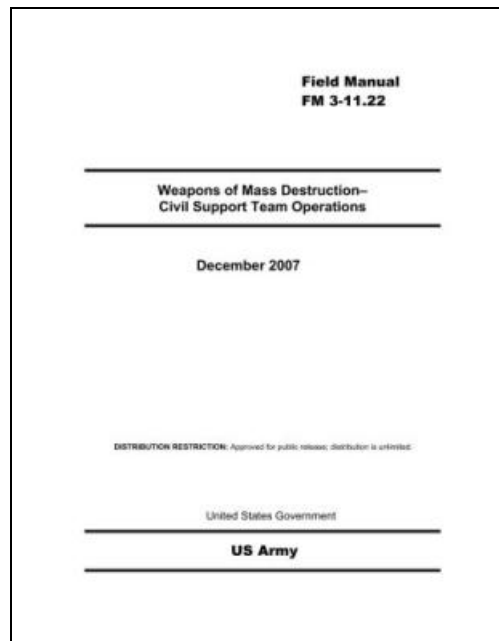 Field Manual
FM 3-11.22
Weapons of Mass Destruction–
Civil Support Team Operations
December 2007
DISTRIBUTION RESTRICTION: Approved for public release; distribution is unlimited.
United States Government
US Army